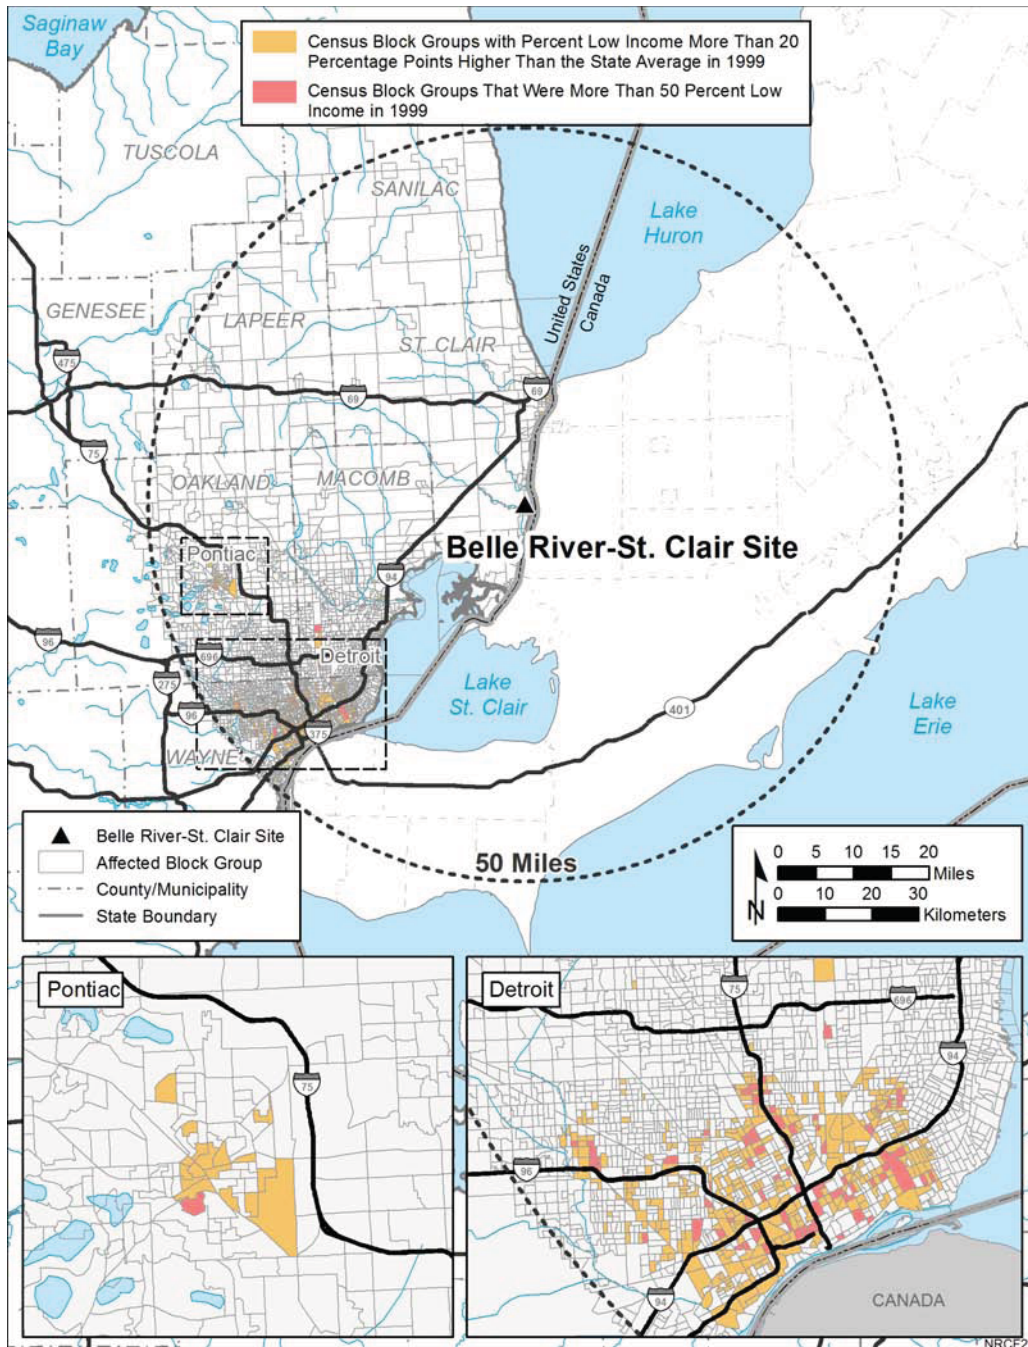 Saginaw
Bay
Census Block Groups with Percent Low Income More Than 20
Percentage Points Higher Than the State Average in 1999
Census Block Groups That Were More Than 50 Percent Low
Income in 1999
TUSCOLA
SANILAC
Lake
Huron
United States
Canada
GENESEE
LAPEER
ST. CLAIR
475
69
69
75
OAKLAND
MACOMB
Belle River-St. Clair Site
Pontiac
94
96
696
Detroit
275
Lake
St. Clair
96
401
Lake
Erie
375
WAYNE
Belle River-St. Clair Site
Affected Block Group
County/Municipality
State Boundary
50 Miles
0 5 10 15 20
Miles
0 10 20 30
Kilometers
N
Pontiac
75
Detroit
75
696
94
96
94
CANADA